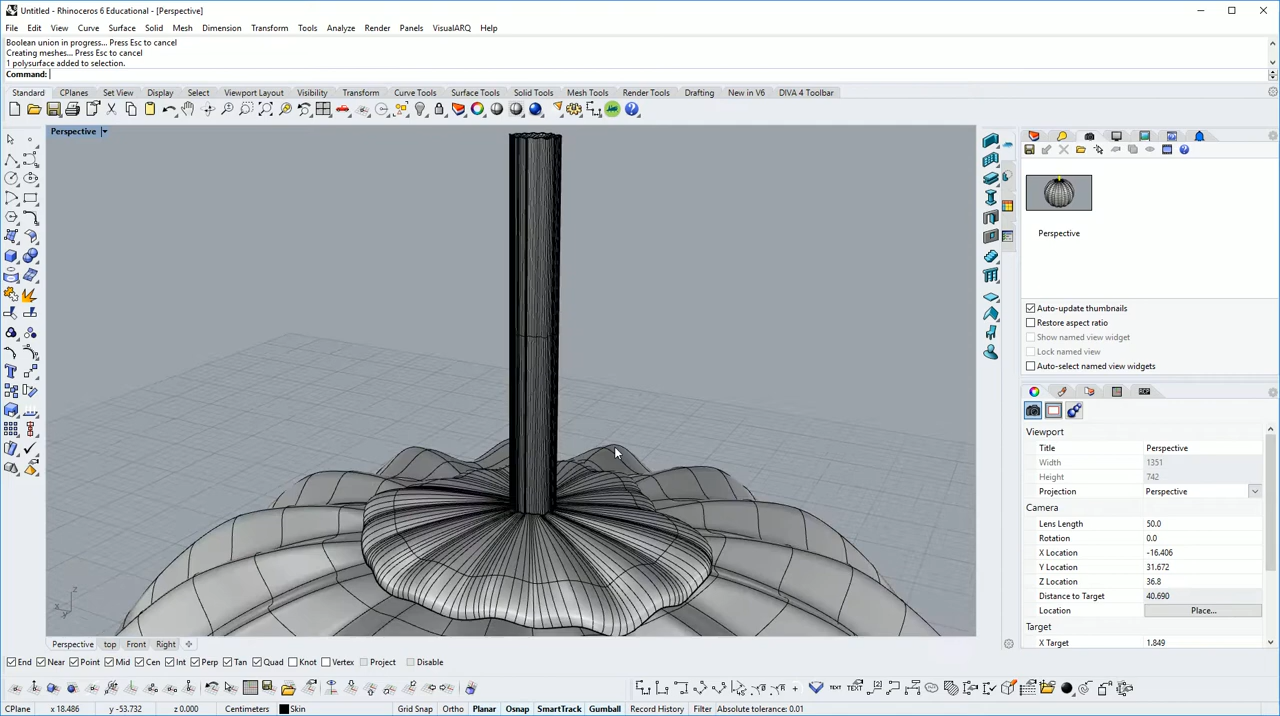 Untitled - Rhinoceros 6 Educational - [Perspective]
File Edit View Curve Surface Solid Mesh Dimension Transform Tools Analyze Render Panels VisualARQ Help
Boolean union in progress... Press Esc to cancel
Creating meshes... Press Esc to cancel
1 polysurface added to selection.
Command:
Standard CPlanes Set View Display Select Viewport Layout Visibility Transform Curve Tools Surface Tools Solid Tools Mesh Tools Render Tools Drafting New in V6 DIVA 4 Toolbar
Perspective
Perspective
Auto-update thumbnails
Restore aspect ratio
Show named view widget
Lock named view
Auto-select named view widgets
Viewport
Name Perspective
Width 1351
Height 742
Projection Perspective
Camera
Lens Length 50.0
Rotation 0.0
X Location -16.406
Y Location 31.672
Z Location 36.8
Distance to Target 40.690
Location Place...
Target
X Target 1.849
z
x
y
Perspective top Front Right
End Near Point Mid Cen Int Perp Tan Quad Knot Vertex Project Disable
TEXT TEXT
CPlane x 18.486 y -53.732 z 0.000 Centimeters Skin Grid Snap Ortho Planar Osnap SmartTrack Gumball Record History Filter Absolute tolerance: 0.01